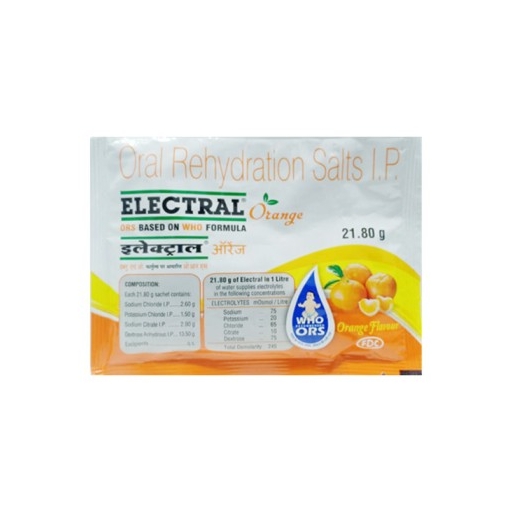 Oral Rehydration Salts I.P.
ELECTRAL® Orange
ORS BASED ON WHO FORMULA
इलेक्ट्राल® ऑरेंज
21.80 g
COMPOSITION:
Each 21.80 g sachet contains:
Sodium Chloride I.P. ..... 2.60 g
Potassium Chloride I.P. ... 1.50 g
Sodium Citrate I.P. ..... 2.90 g
Dextrose Anhydrous I.P. .. 13.50 g
Excipients q.s.
21.80 g of Electral in 1 Litre
of water supplies electrolytes
in the following concentrations
ELECTROLYTES mOsmol / Litre
Sodium 75
Potassium 20
Chloride 65
Citrate 10
Dextrose 75
Total Osmolarity 245
WHO
ORS
Orange Flavour
FDC